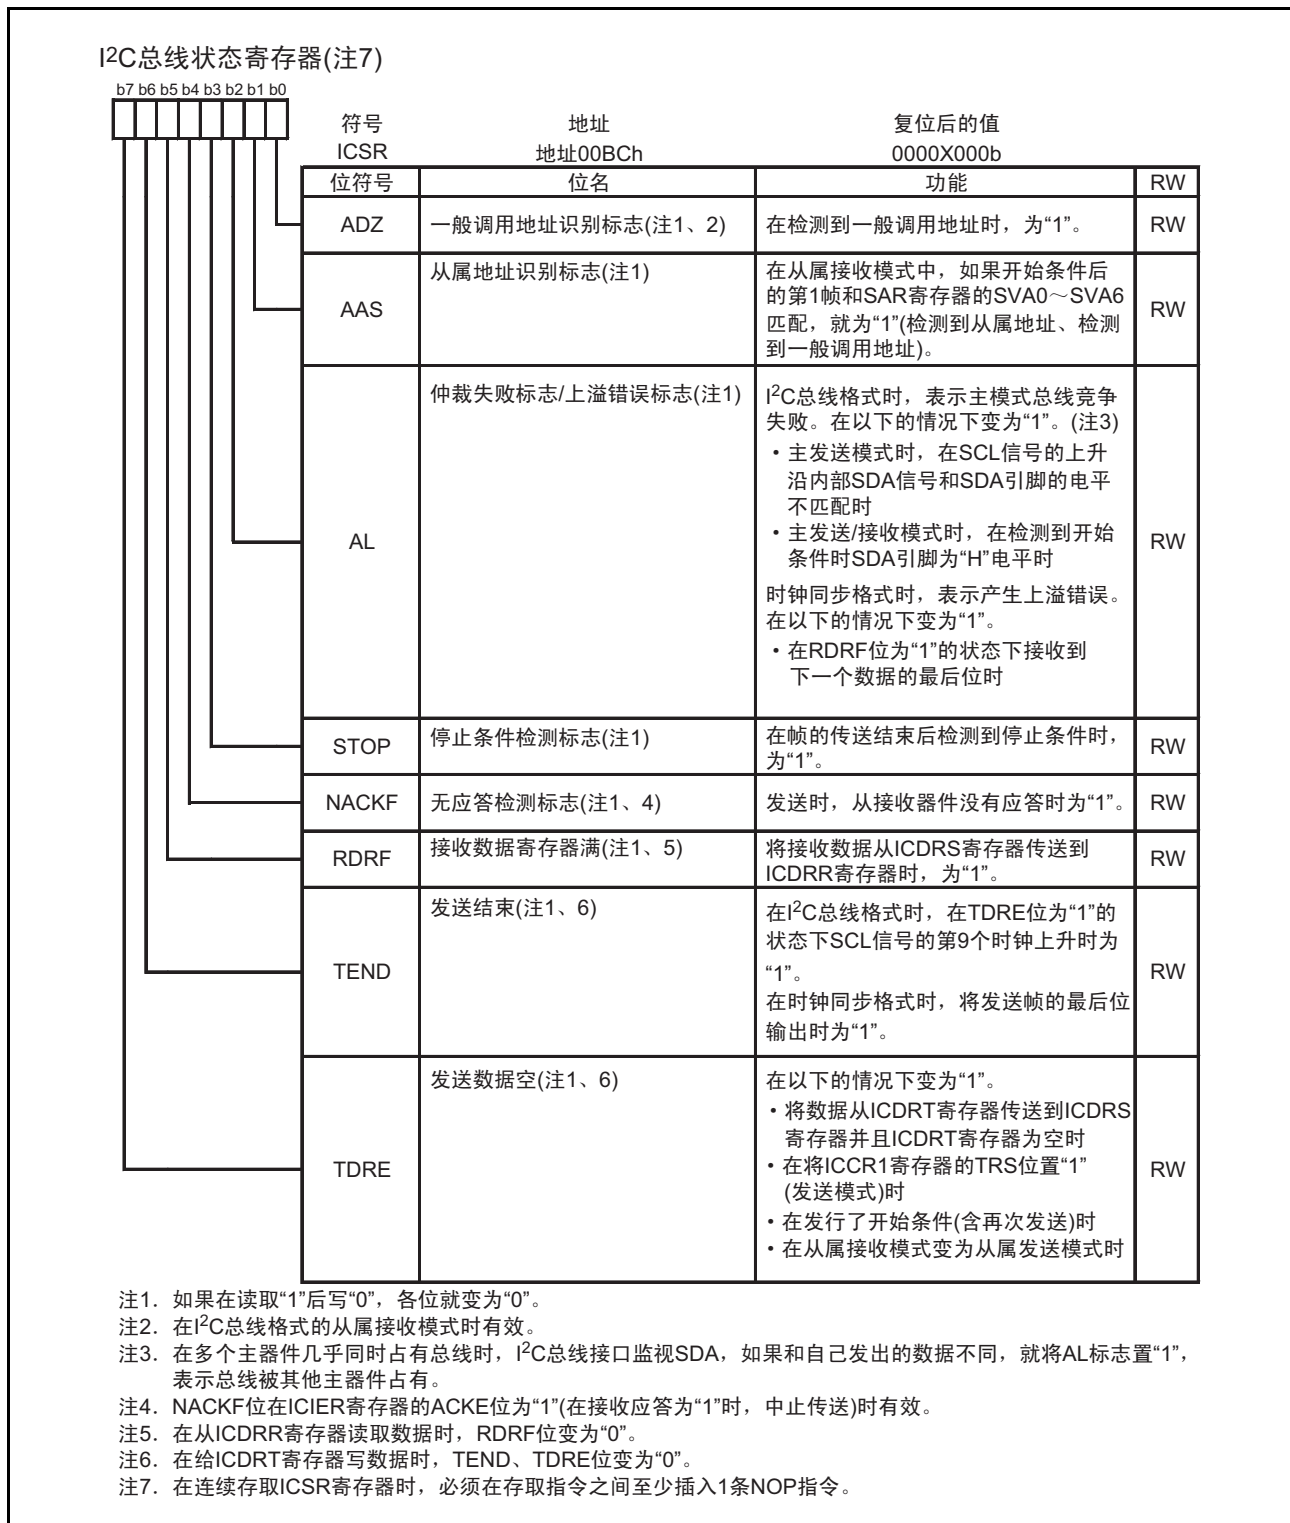 I²C总线状态寄存器(注7)
b7 b6 b5 b4 b3 b2 b1 b0
符号 地址 复位后的值
ICSR 地址00BCh 0000X000b
位符号 位名 功能 RW
ADZ 一般调用地址识别标志(注1、2) 在检测到一般调用地址时，为“1”。 RW
AAS 从属地址识别标志(注1) 在从属接收模式中，如果开始条件后
的第1帧和SAR寄存器的SVA0～SVA6
匹配，就为“1”(检测到从属地址、检测
到一般调用地址)。 RW
AL 仲裁失败标志/上溢错误标志(注1) I²C总线格式时，表示主模式总线竞争
失败。在以下的情况下变为“1”。(注3)
・主发送模式时，在SCL信号的上升
沿内部SDA信号和SDA引脚的电平
不匹配时
・主发送/接收模式时，在检测到开始
条件时SDA引脚为“H”电平时
时钟同步格式时，表示产生上溢错误。
在以下的情况下变为“1”。
・在RDRF位为“1”的状态下接收到
下一个数据的最后位时 RW
STOP 停止条件检测标志(注1) 在帧的传送结束后检测到停止条件时，
为“1”。 RW
NACKF 无应答检测标志(注1、4) 发送时，从接收器件没有应答时为“1”。 RW
RDRF 接收数据寄存器满(注1、5) 将接收数据从ICDRS寄存器传送到
ICDRR寄存器时，为“1”。 RW
TEND 发送结束(注1、6) 在I²C总线格式时，在TDRE位为“1”的
状态下SCL信号的第9个时钟上升时为
“1”。
在时钟同步格式时，将发送帧的最后位
输出时为“1”。 RW
TDRE 发送数据空(注1、6) 在以下的情况下变为“1”。
・将数据从ICDRT寄存器传送到ICDRS
寄存器并且ICDRT寄存器为空时
・在将ICCR1寄存器的TRS位置“1”
(发送模式)时
・在发行了开始条件(含再次发送)时
・在从属接收模式变为从属发送模式时 RW
注1．如果在读取“1”后写“0”，各位就变为“0”。
注2．在I²C总线格式的从属接收模式时有效。
注3．在多个主器件几乎同时占有总线时，I²C总线接口监视SDA，如果和自己发出的数据不同，就将AL标志置“1”，
表示总线被其他主器件占有。
注4．NACKF位在ICIER寄存器的ACKE位为“1”(在接收应答为“1”时，中止传送)时有效。
注5．在从ICDRR寄存器读取数据时，RDRF位变为“0”。
注6．在给ICDRT寄存器写数据时，TEND、TDRE位变为“0”。
注7．在连续存取ICSR寄存器时，必须在存取指令之间至少插入1条NOP指令。